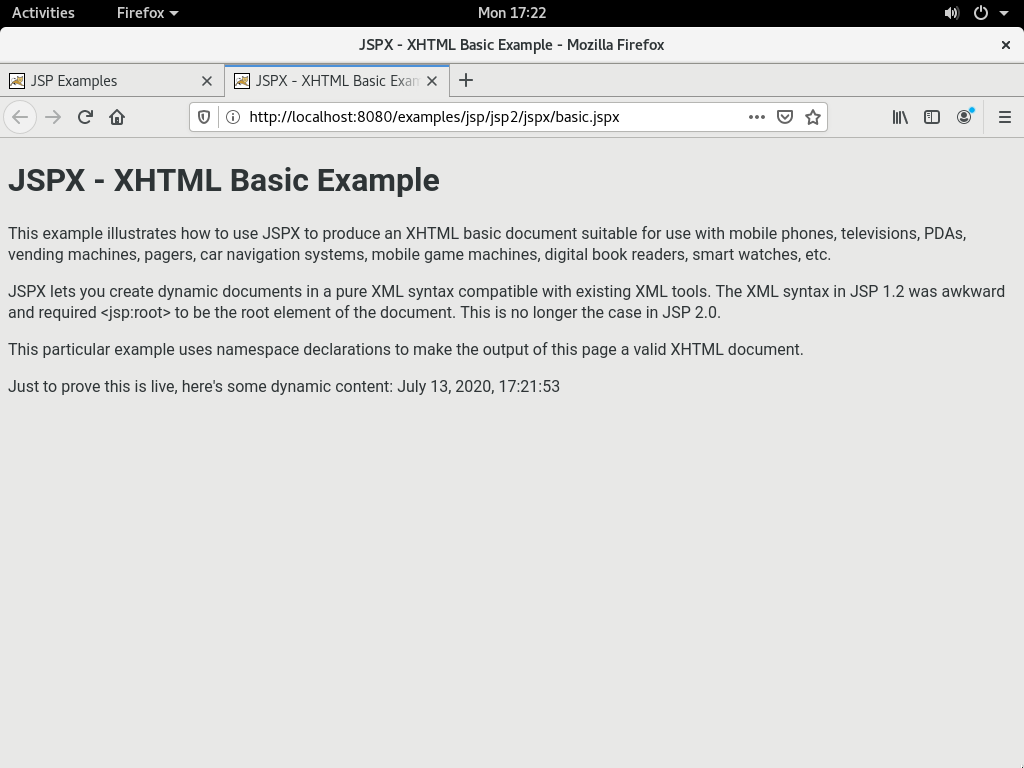 Activities
Firefox
Mon 17:22
JSPX - XHTML Basic Example - Mozilla Firefox
JSP Examples
JSPX - XHTML Basic Exam
http://localhost:8080/examples/jsp/jsp2/jspx/basic.jspx
JSPX - XHTML Basic Example
This example illustrates how to use JSPX to produce an XHTML basic document suitable for use with mobile phones, televisions, PDAs,
vending machines, pagers, car navigation systems, mobile game machines, digital book readers, smart watches, etc.
JSPX lets you create dynamic documents in a pure XML syntax compatible with existing XML tools. The XML syntax in JSP 1.2 was awkward
and required <jsp:root> to be the root element of the document. This is no longer the case in JSP 2.0.
This particular example uses namespace declarations to make the output of this page a valid XHTML document.
Just to prove this is live, here's some dynamic content: July 13, 2020, 17:21:53